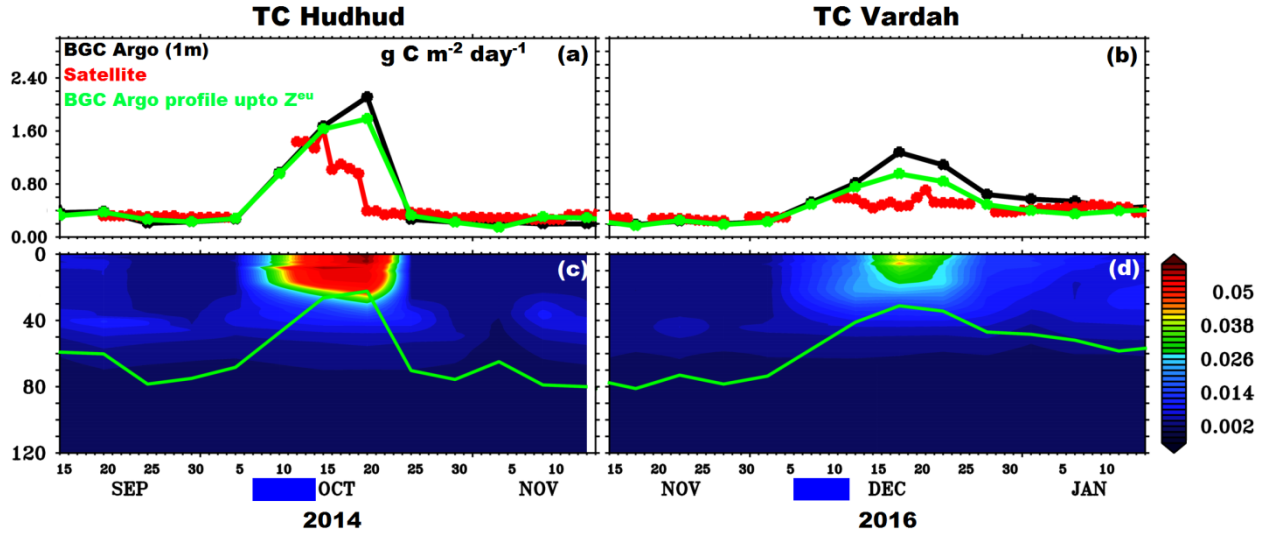 TC Hudhud
TC Vardah
BGC Argo (1m)
g C m-2 day-1
(a)
(b)
Satellite
BGC Argo profile upto Zeu
2.40
1.60
0.80
0.00
(c)
(d)
0
40
80
120
0.05
0.038
0.026
0.014
0.002
15 20 25 30 5 10 15 20 25 30 5 10
15 20 25 30 5 10 15 20 25 30 5 10
SEP OCT NOV
NOV DEC JAN
2014
2016